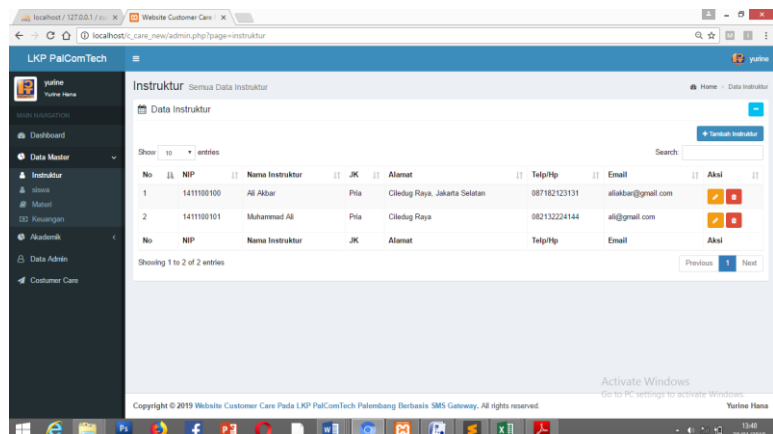 localhost / 127.0.0.1 /
Website Customer Care
localhost/c_care_new/admin.php?page=instruktur
LKP PalComTech
yurine
yurine
Yurine Hana
Instruktur Semua Data Instruktur
Home
Data Instruktur
MAIN NAVIGATION
Dashboard
Data Master
Instruktur
siswa
Materi
Keuangan
Akademik
Data Admin
Costumer Care
Data Instruktur
Tambah Instruktur
Show 10 entries
Search:
No NIP Nama Instruktur JK Alamat Telp/Hp Email Aksi
1 1411100100 Ali Akbar Pria Ciledug Raya, Jakarta Selatan 087182123131 aliakbar@gmail.com
2 1411100101 Muhammad Ali Pria Ciledug Raya 082132224144 ali@gmail.com
No NIP Nama Instruktur JK Alamat Telp/Hp Email Aksi
Showing 1 to 2 of 2 entries
Previous 1 Next
Activate Windows
Go to PC settings to activate Windows.
Copyright © 2019 Website Customer Care Pada LKP PalComTech Palembang Berbasis SMS Gateway. All rights reserved.
Yurine Hana
13:40